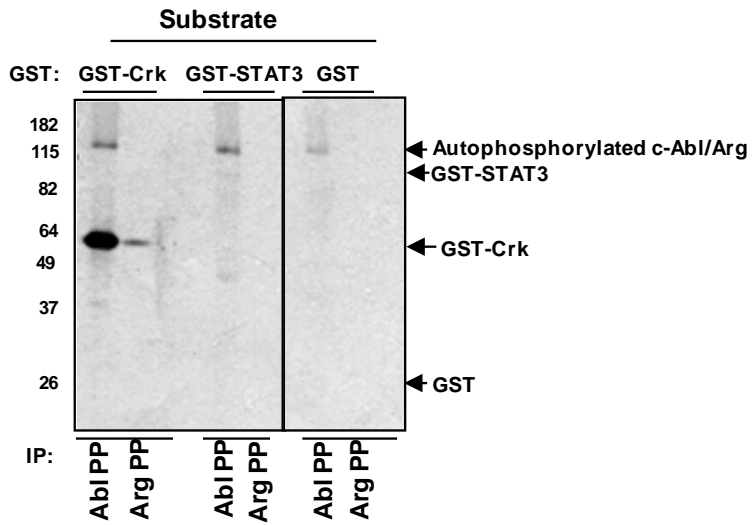 Substrate
GST: GST-Crk GST-STAT3 GST
182
115
82
64
49
37
26
Autophosphorylated c-Abl/Arg
GST-STAT3
GST-Crk
GST
IP: Abl PP Arg PP Abl PP Arg PP Abl PP Arg PP